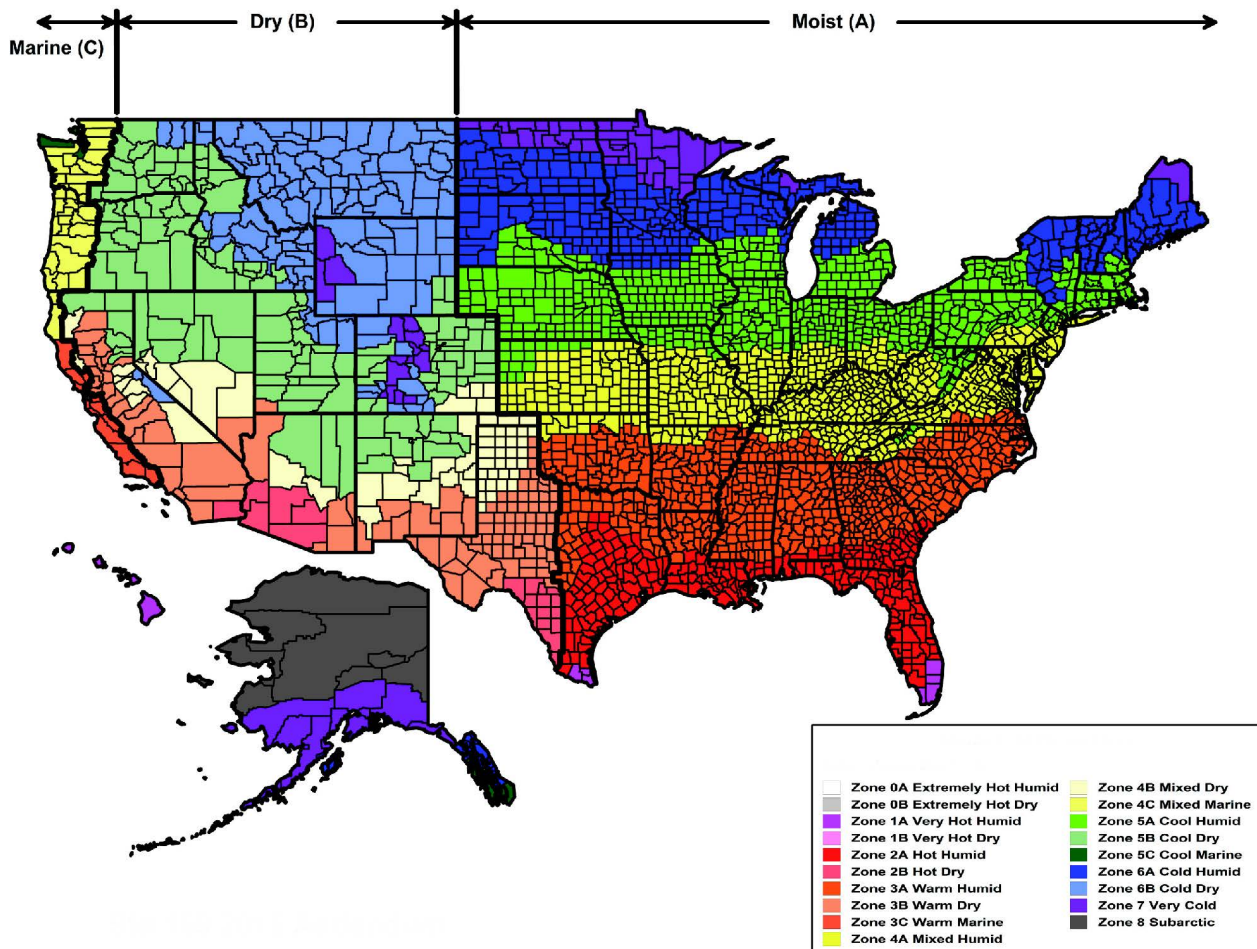 Marine (C)
Dry (B)
Moist (A)
Zone 0A Extremely Hot Humid
Zone 0B Extremely Hot Dry
Zone 1A Very Hot Humid
Zone 1B Very Hot Dry
Zone 2A Hot Humid
Zone 2B Hot Dry
Zone 3A Warm Humid
Zone 3B Warm Dry
Zone 3C Warm Marine
Zone 4A Mixed Humid
Zone 4B Mixed Dry
Zone 4C Mixed Marine
Zone 5A Cool Humid
Zone 5B Cool Dry
Zone 5C Cool Marine
Zone 6A Cold Humid
Zone 6B Cold Dry
Zone 7 Very Cold
Zone 8 Subarctic